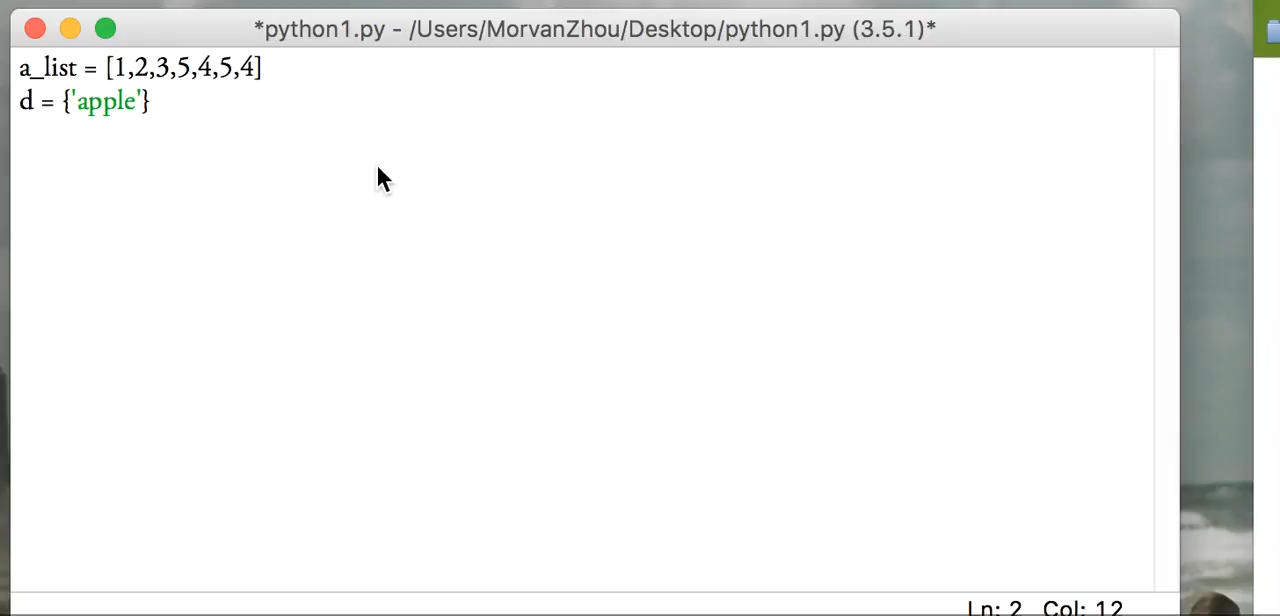 *python1.py - /Users/MorvanZhou/Desktop/python1.py (3.5.1)*
a_list = [1,2,3,5,4,5,4]
d = {'apple'}
Ln: 2 Col: 12